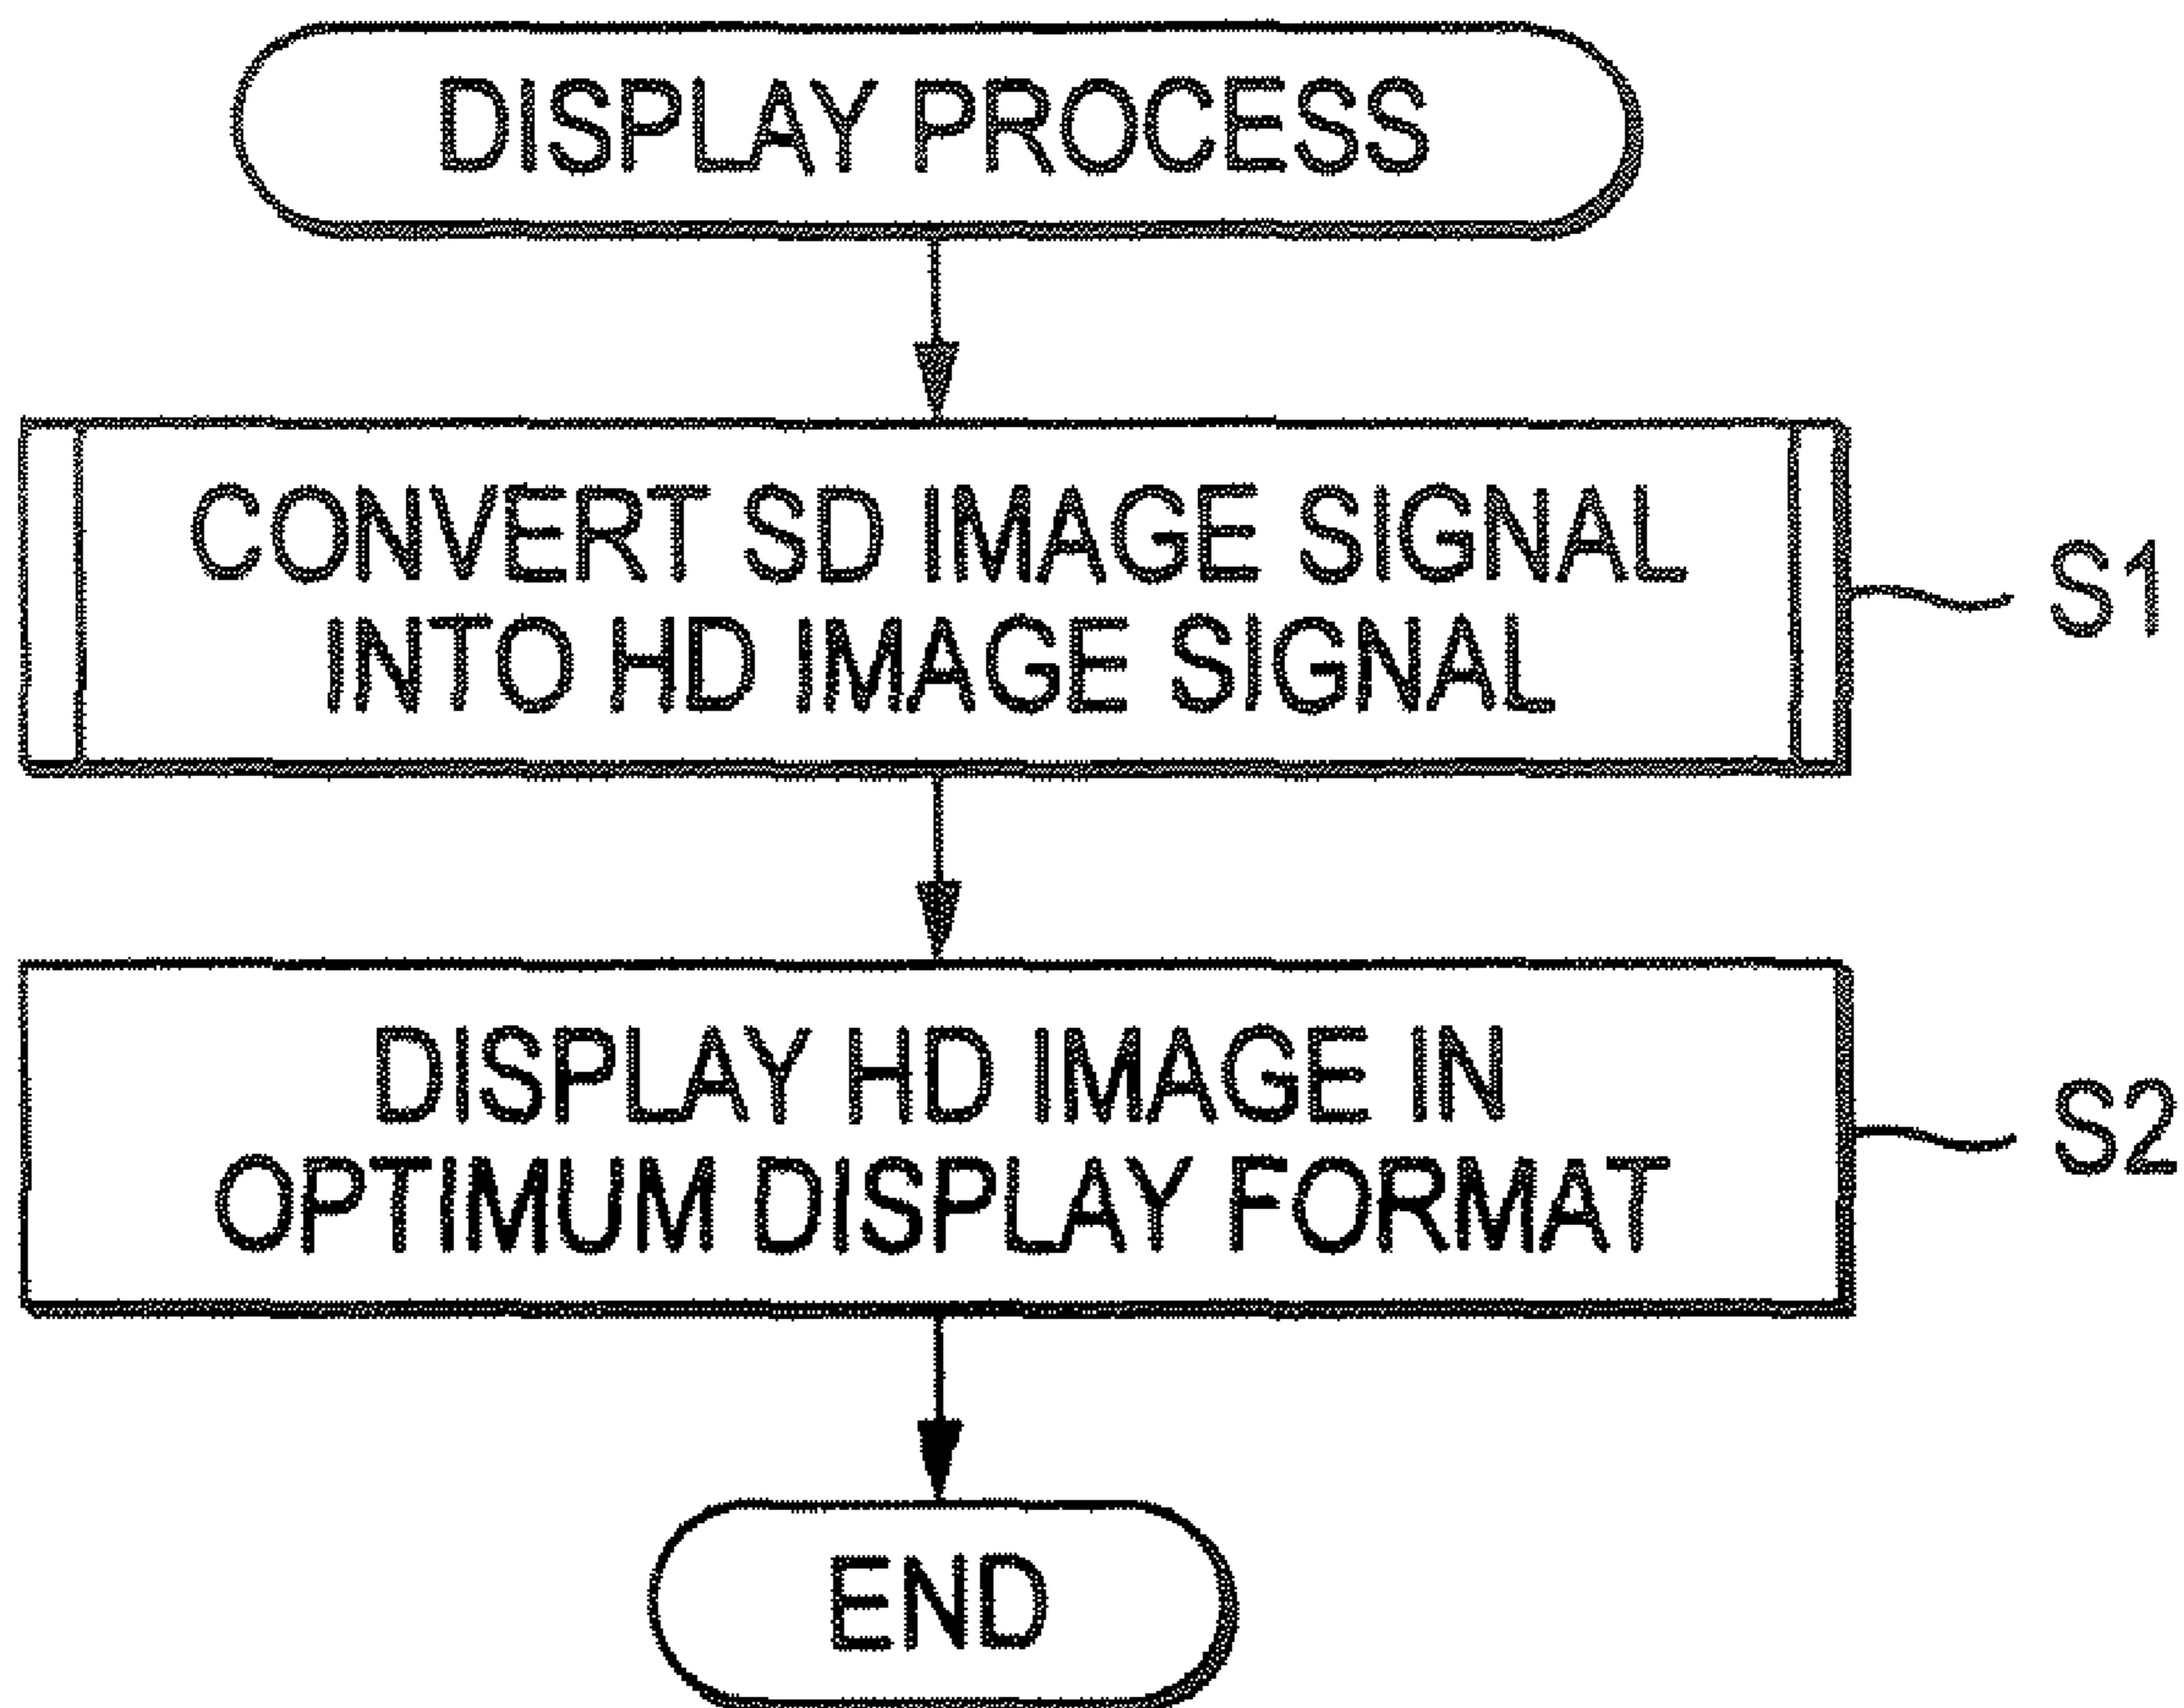 DISPLAY PROCESS
CONVERT SD IMAGE SIGNAL
INTO HD IMAGE SIGNAL
S1
DISPLAY HD IMAGE IN
OPTIMUM DISPLAY FORMAT
S2
END